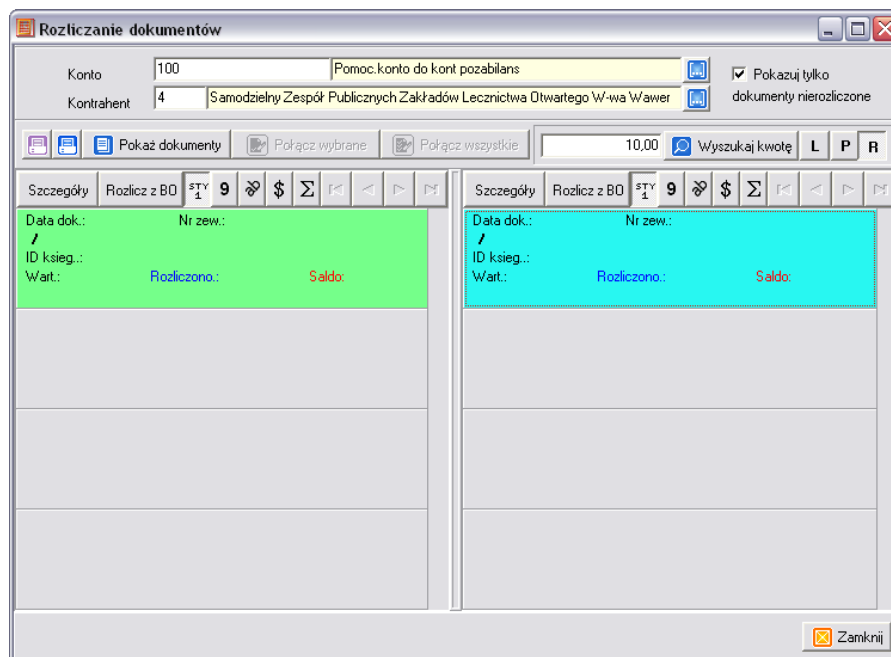 Rozliczanie dokumentów
Konto 100 Pomoc.konto do kont pozabilans
Pokazuj tylko
dokumenty nierozliczone
Kontrahent 4 Samodzielny Zespół Publicznych Zakładów Lecznictwa Otwartego W-wa Wawer
Pokaż dokumenty Połącz wybrane Połącz wszystkie 10,00 Wyszukaj kwotę L P R
Szczegóły Rozlicz z BO STY 1 9 $ Σ
Szczegóły Rozlicz z BO STY 1 9 $ Σ
Data dok.: Nr zew.:
/
ID ksieg..:
Wart.: Rozliczono.: Saldo:
Data dok.: Nr zew.:
/
ID ksieg..:
Wart.: Rozliczono.: Saldo:
Zamknij